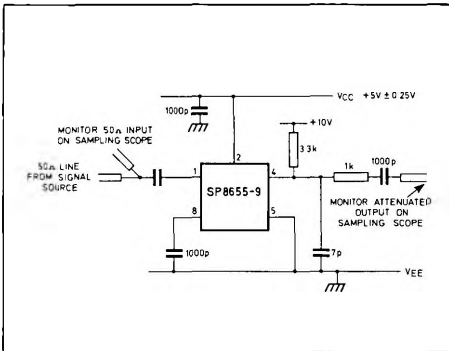 VCC +5V ± 0.25V
1000p
+10V
MONITOR 50Ω INPUT
ON SAMPLING SCOPE
3.3k
2
1k
1000p
50Ω LINE
FROM SIGNAL
SOURCE
1
SP8655-9
4
8
5
MONITOR ATTENUATED
OUTPUT ON
SAMPLING SCOPE
1000p
7p
VEE